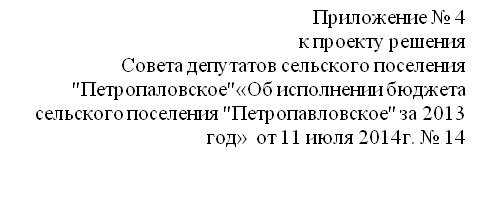 Приложение № 4
к проекту решения
Совета депутатов сельского поселения
"Петропаловское"«Об исполнении бюджета
сельского поселения "Петропавловское" за 2013
год»  от 11 июля 2014г. № 14